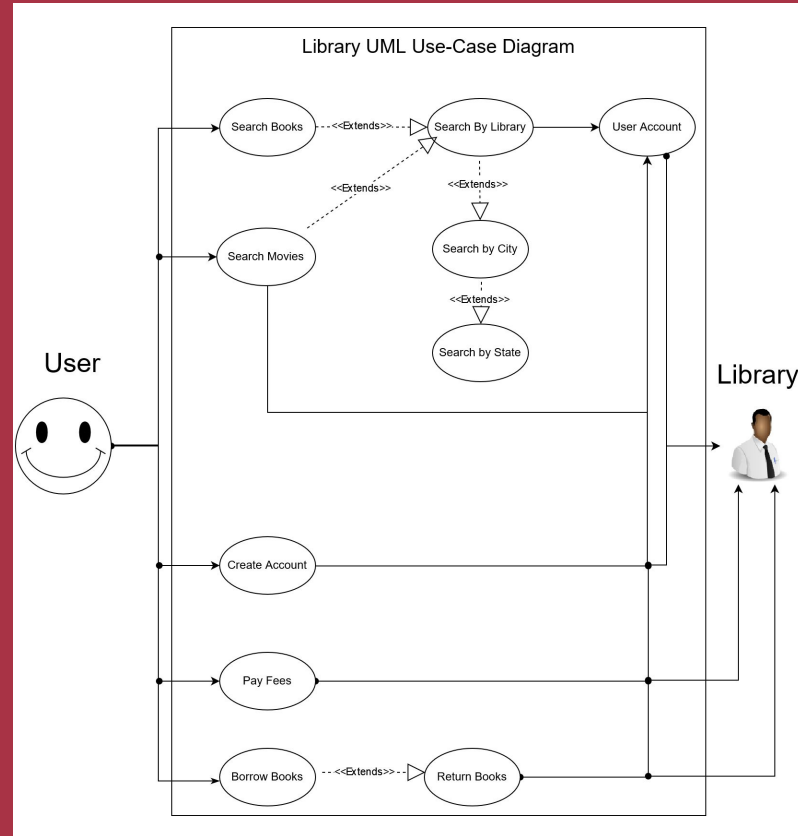 Library UML Use-Case Diagram
Search Books
<<Extends>>
Search By Library
User Account
<<Extends>>
<<Extends>>
Search Movies
Search by City
<<Extends>>
Search by State
User
Library
Create Account
Pay Fees
Borrow Books
<<Extends>>
Return Books